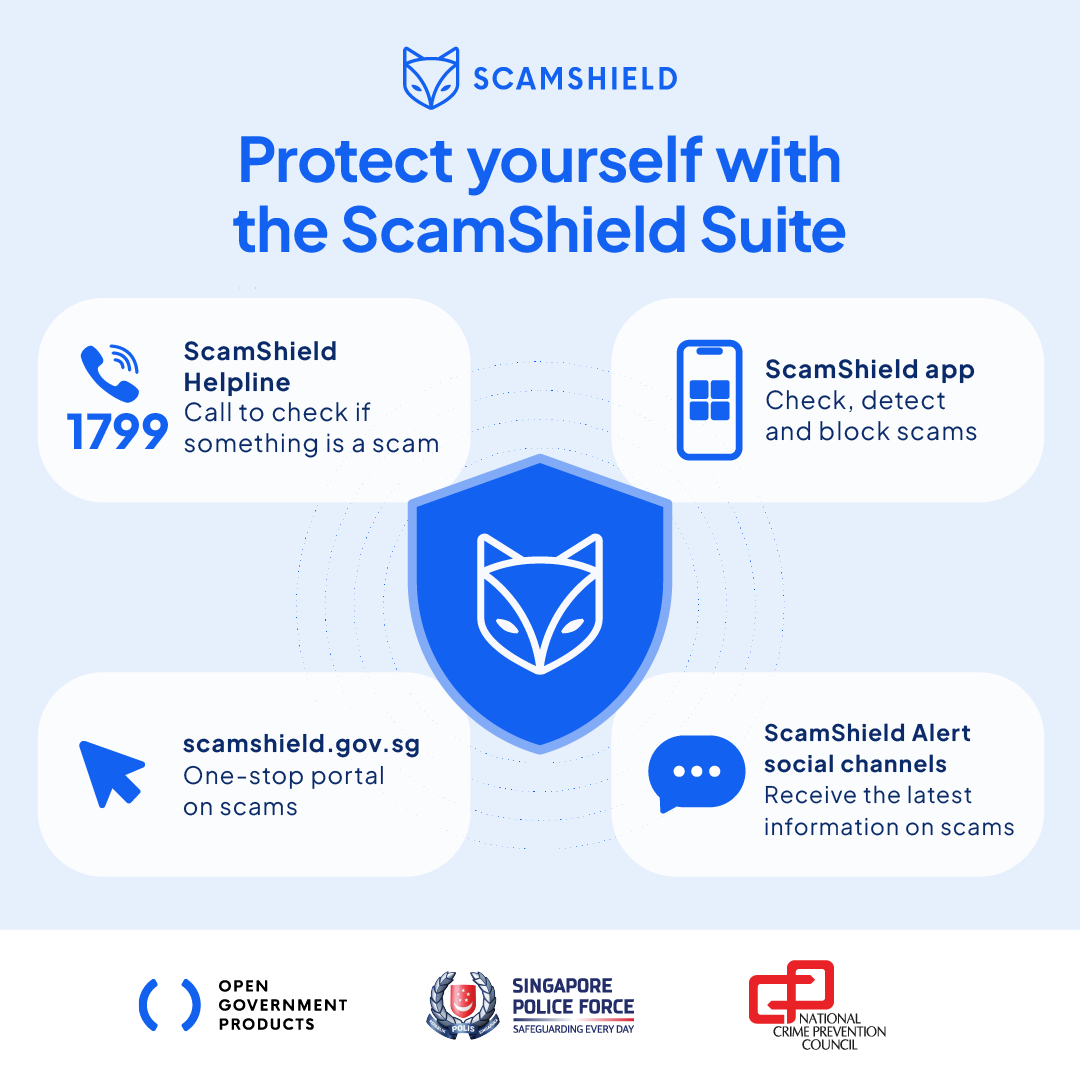 SCAMSHIELD
Protect yourself with
the ScamShield Suite
ScamShield
Helpline
1799
Call to check if
something is a scam
ScamShield app
Check, detect
and block scams
scamshield.gov.sg
One-stop portal
on scams
ScamShield Alert
social channels
Receive the latest
information on scams
OPEN
GOVERNMENT
PRODUCTS
POLIS
SINGAPORE
POLICE FORCE
SAFEGUARDING EVERY DAY
NATIONAL
CRIME PREVENTION
COUNCIL